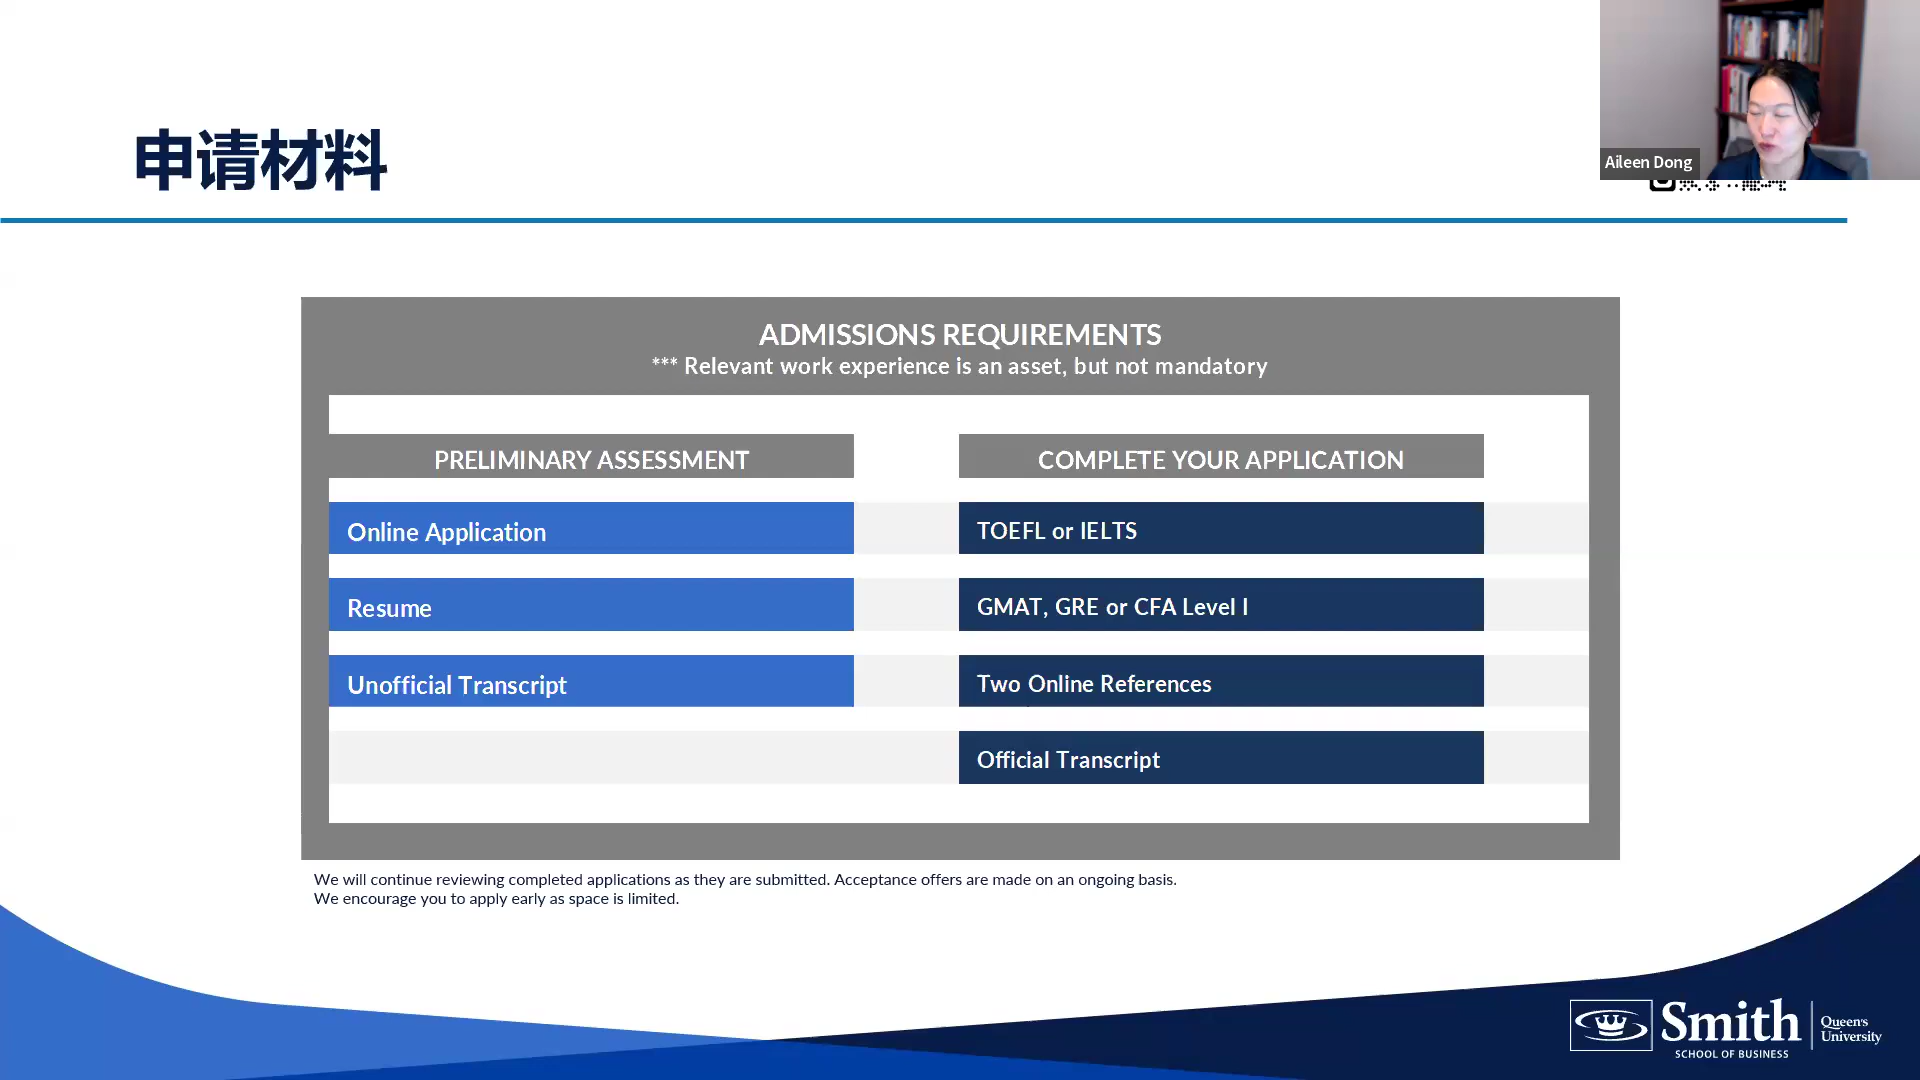 申请材料
Aileen Dong
ADMISSIONS REQUIREMENTS
*** Relevant work experience is an asset, but not mandatory
PRELIMINARY ASSESSMENT
COMPLETE YOUR APPLICATION
Online Application
TOEFL or IELTS
Resume
GMAT, GRE or CFA Level I
Unofficial Transcript
Two Online References
Official Transcript
We will continue reviewing completed applications as they are submitted. Acceptance offers are made on an ongoing basis.
We encourage you to apply early as space is limited.
Smith
SCHOOL OF BUSINESS
Queen's
University